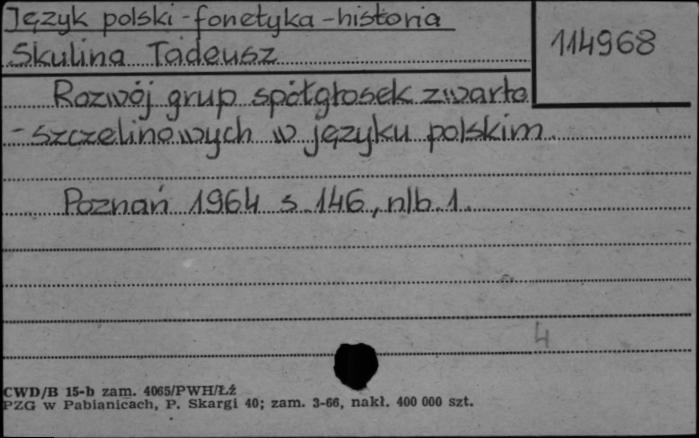 Język polski - fonetyka - historia
Skulina Tadeusz
114968
Rozwój grup spółgłosek zwarto
- szczelinowych w języku polskim.
Poznań 1964 s. 146, nlb. 1.
4
CWD/B 15-b zam. 4065/PWH/Łź
PZG w Pabianicach, P. Skargi 40; zam. 3-66, nakł. 400 000 szt.